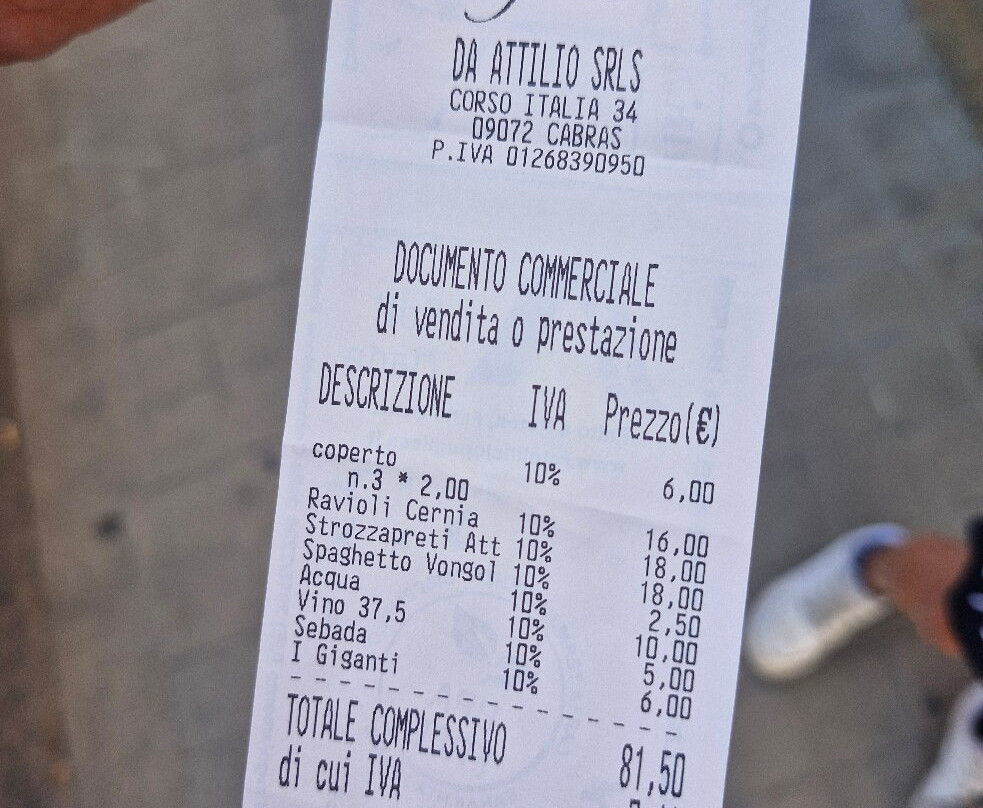 DA ATTILIO SRLS
CORSO ITALIA 34
09072 CABRAS
P.IVA 01268390950
DOCUMENTO COMMERCIALE
di vendita o prestazione
DESCRIZIONE IVA Prezzo(€)
coperto 10% 6,00
n.3 * 2,00
Ravioli Cernia 10% 16,00
Strozzapreti Att 10% 18,00
Spaghetto Vongol 10% 18,00
Acqua 10% 2,50
Vino 37,5 10% 10,00
Sebada 10% 5,00
I Giganti 10% 6,00
TOTALE COMPLESSIVO 81,50
di cui IVA